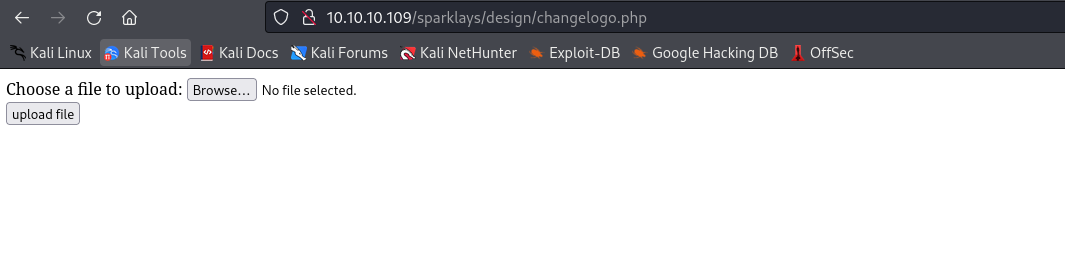 10.10.10.109/sparklays/design/changelogo.php
Kali Linux Kali Tools Kali Docs Kali Forums Kali NetHunter Exploit-DB Google Hacking DB OffSec
Choose a file to upload: Browse... No file selected.
upload file